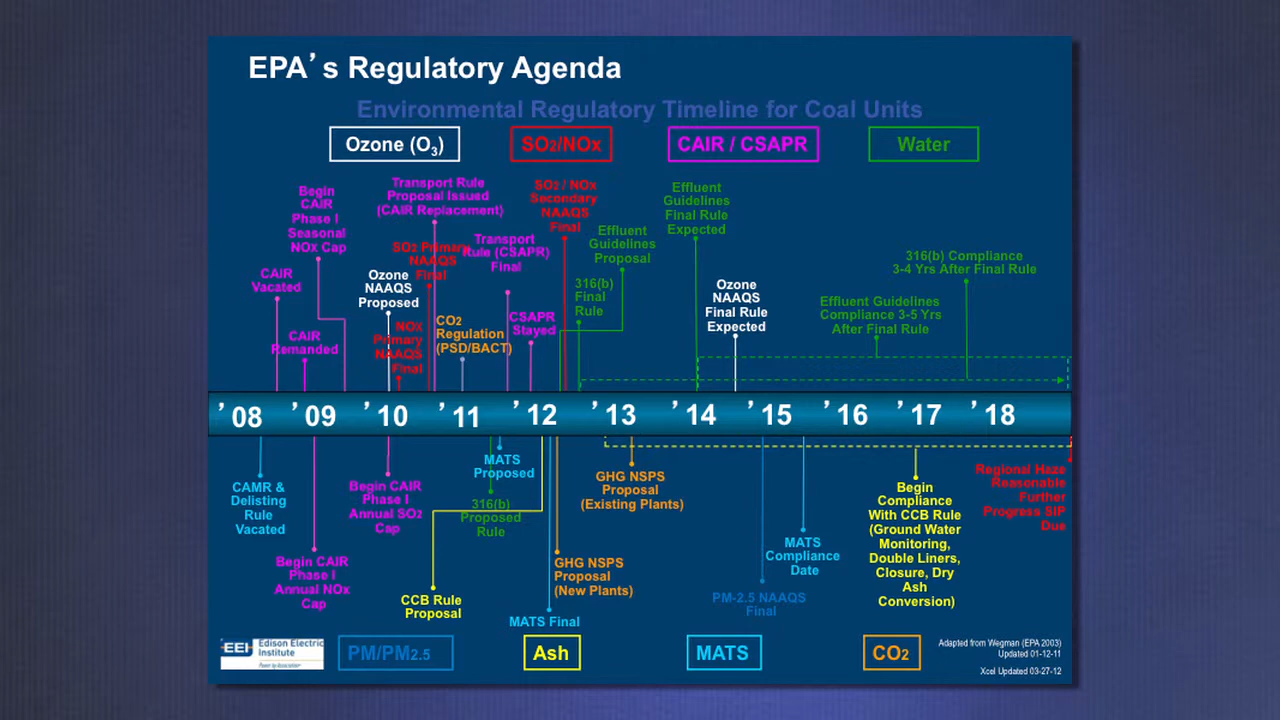 EPA’s Regulatory Agenda
Environmental Regulatory Timeline for Coal Units
Ozone (O3)
SO2/NOx
CAIR / CSAPR
Water
Begin
CAIR
Phase I
Seasonal
NOx Cap
Transport Rule
Proposal Issued
(CAIR Replacement)
SO2 / NOx
Secondary
NAAQS
Final
Effluent
Guidelines
Final Rule
Expected
CAIR
Vacated
CAIR
Remanded
Ozone
NAAQS
Proposed
SO2 Primary
NAAQS
Final
NOx
Primary
NAAQS
Final
CO2
Regulation
(PSD/BACT)
Transport
Rule (CSAPR)
Final
CSAPR
Stayed
Effluent
Guidelines
Proposal
316(b)
Final
Rule
Ozone
NAAQS
Final Rule
Expected
316(b) Compliance
3-4 Yrs After Final Rule
Effluent Guidelines
Compliance 3-5 Yrs
After Final Rule
’08 ’09 ’10 ’11 ’12 ’13 ’14 ’15 ’16 ’17 ’18
CAMR &
Delisting
Rule
Vacated
Begin CAIR
Phase I
Annual NOx
Cap
Begin CAIR
Phase I
Annual SO2
Cap
CCB Rule
Proposal
MATS
Proposed
316(b)
Proposed
Rule
MATS Final
GHG NSPS
Proposal
(New Plants)
GHG NSPS
Proposal
(Existing Plants)
PM-2.5 NAAQS
Final
MATS
Compliance
Date
Begin
Compliance
With CCB Rule
(Ground Water
Monitoring,
Double Liners,
Closure, Dry
Ash
Conversion)
Regional Haze
Reasonable
Further
Progress SIP
Due
EEI
Edison Electric
Institute
Power by Association
PM/PM2.5
Ash
MATS
CO2
Adapted from Wegman (EPA 2003)
Updated 01-12-11
Xcel Updated 03-27-12